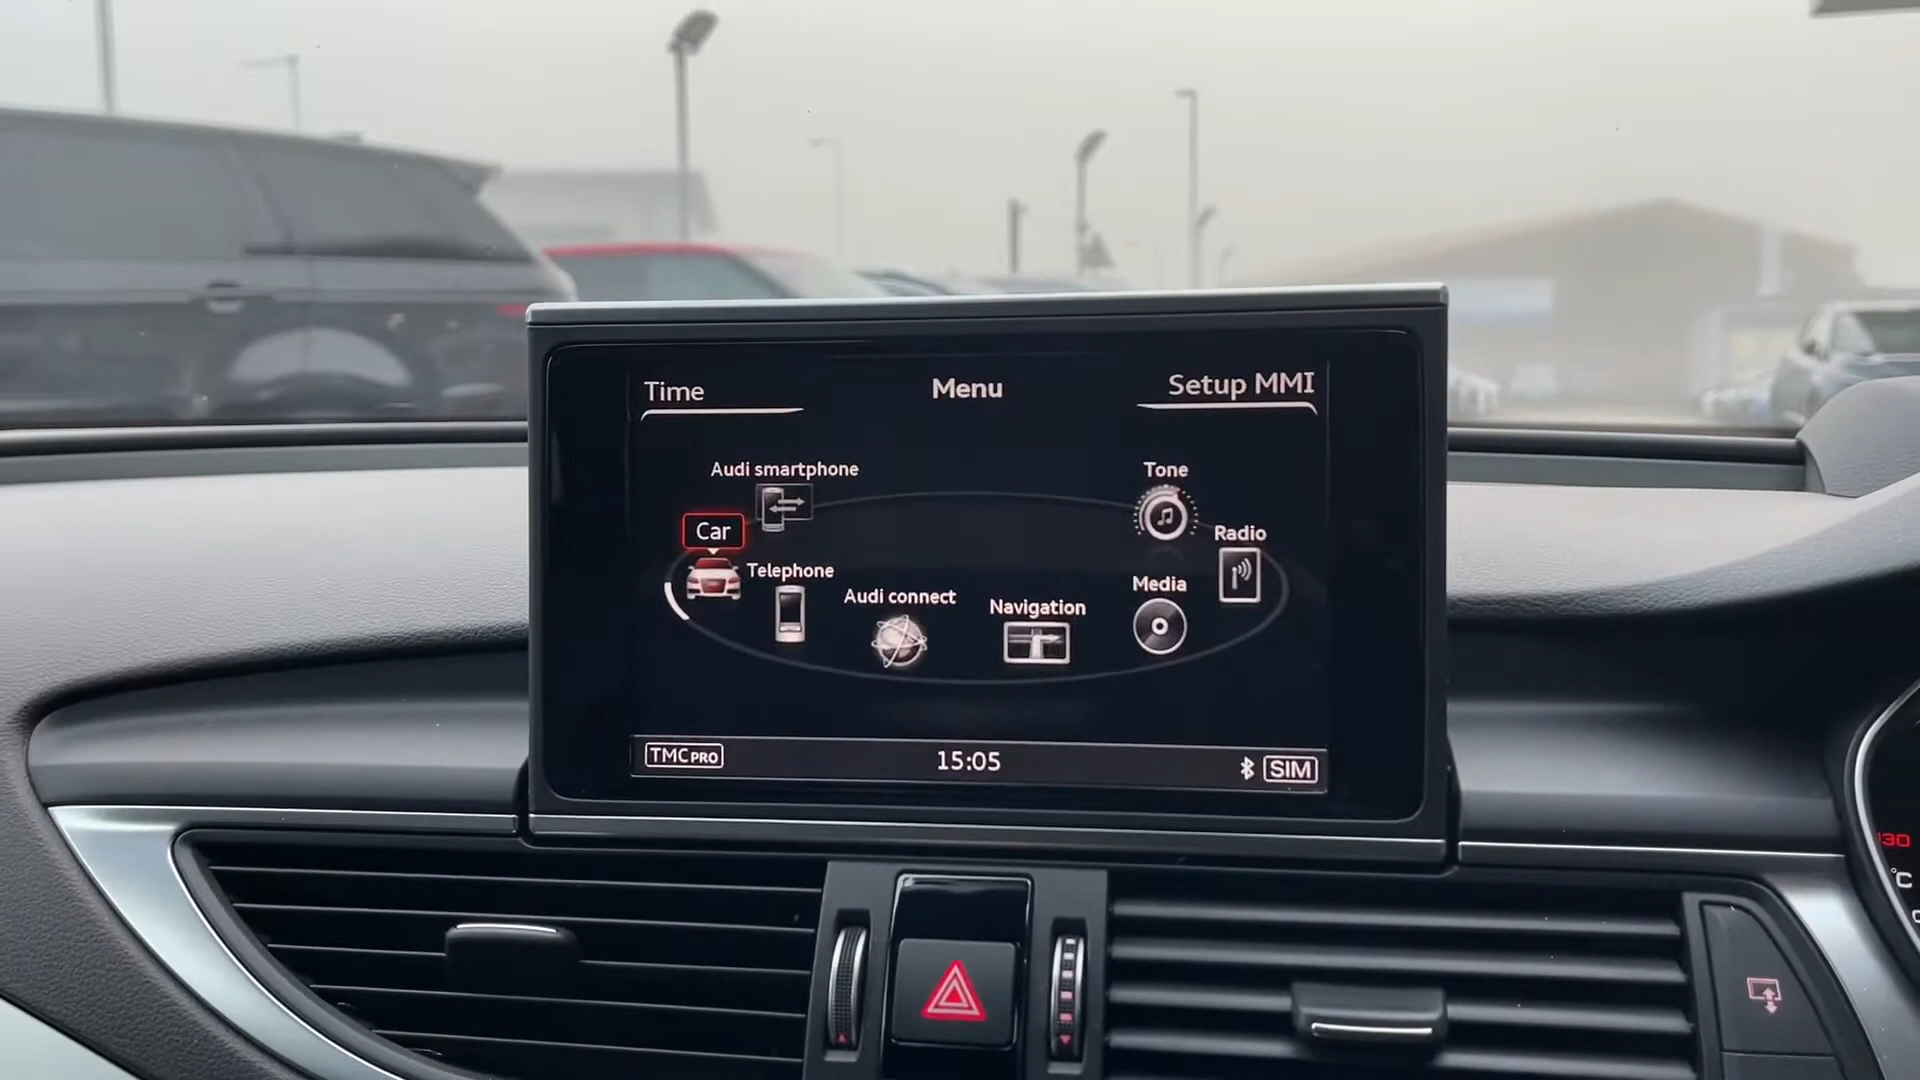 Time
Menu
Setup MMI
Audi smartphone
Tone
Car
Radio
Telephone
Media
Audi connect
Navigation
TMC PRO
15:05
SIM
130
°C